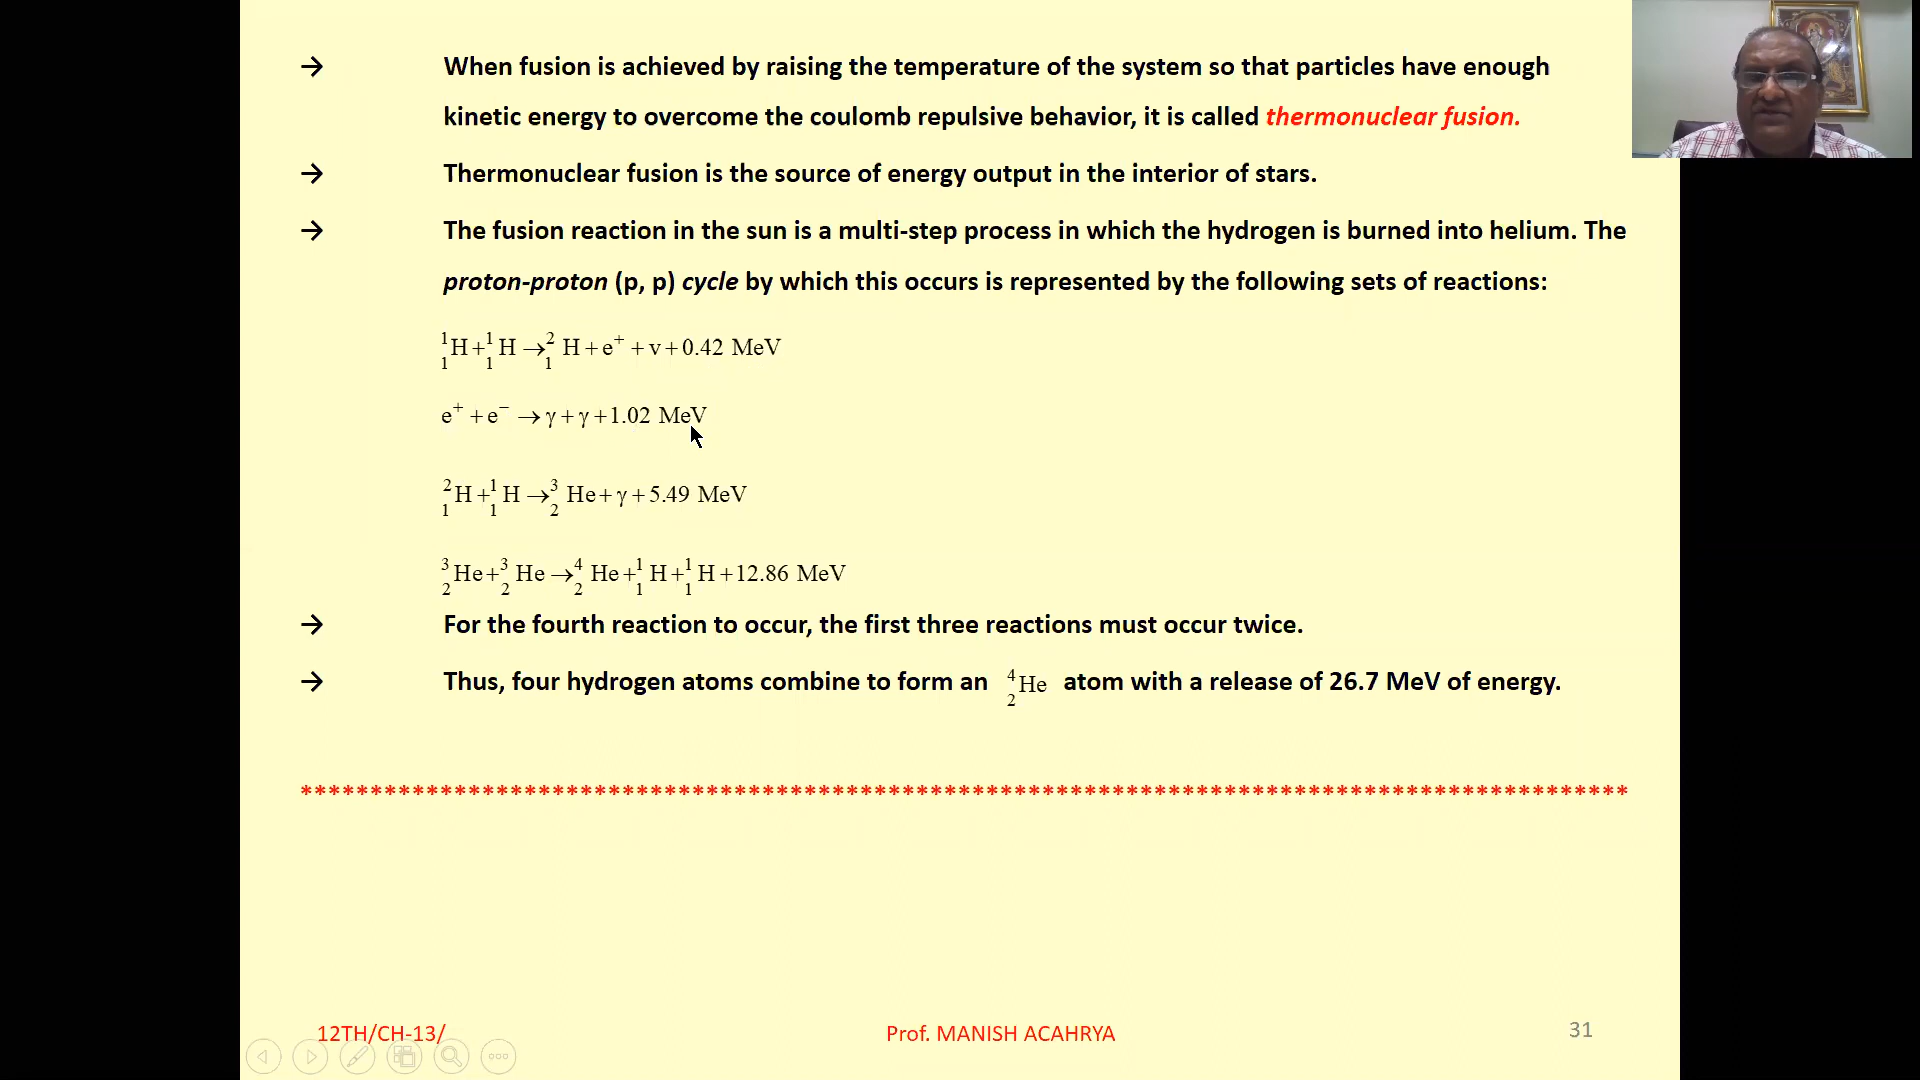 → When fusion is achieved by raising the temperature of the system so that particles have enough
kinetic energy to overcome the coulomb repulsive behavior, it is called thermonuclear fusion.
→ Thermonuclear fusion is the source of energy output in the interior of stars.
→ The fusion reaction in the sun is a multi-step process in which the hydrogen is burned into helium. The
proton-proton (p, p) cycle by which this occurs is represented by the following sets of reactions:
¹₁H + ¹₁H → ²₁H + e⁺ + ν + 0.42 MeV
e⁺ + e⁻ → γ + γ + 1.02 MeV
²₁H + ¹₁H → ³₂He + γ + 5.49 MeV
³₂He + ³₂He → ⁴₂He + ¹₁H + ¹₁H + 12.86 MeV
→ For the fourth reaction to occur, the first three reactions must occur twice.
→ Thus, four hydrogen atoms combine to form an ⁴₂He atom with a release of 26.7 MeV of energy.
***********************************************************************************************
12TH/CH-13/ Prof. MANISH ACAHRYA 31